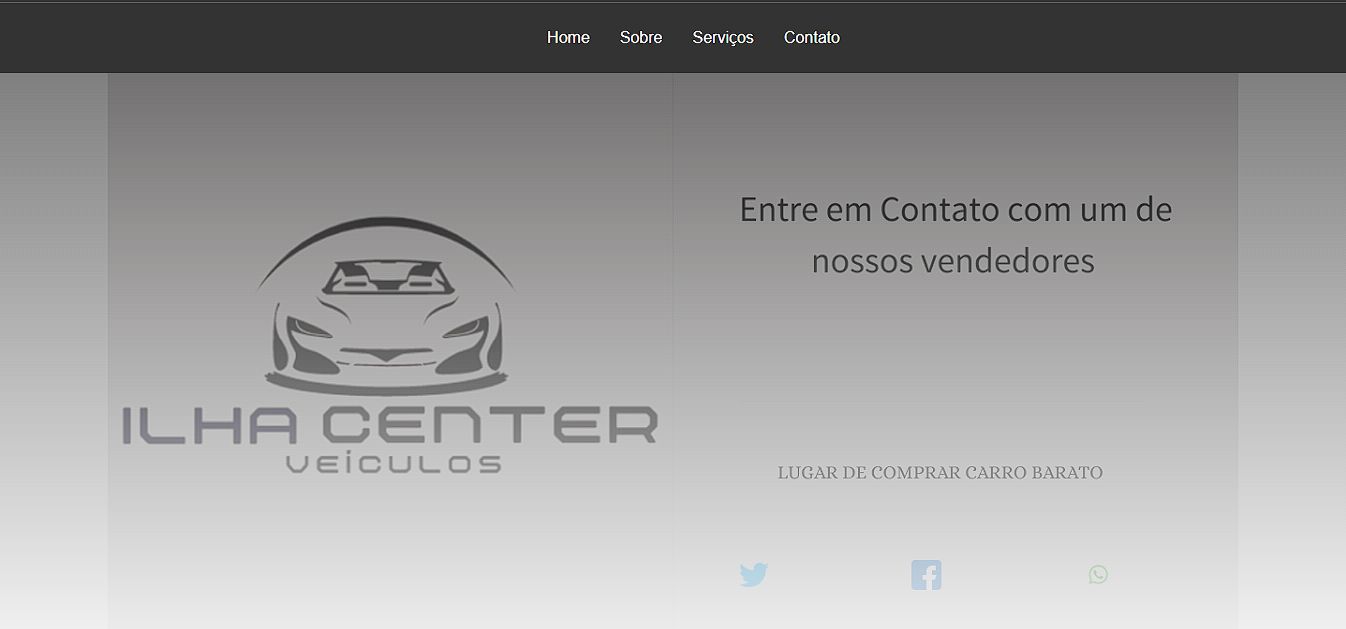 Home Sobre Serviços Contato
ILHA CENTER
VEÍCULOS
Entre em Contato com um de
nossos vendedores
LUGAR DE COMPRAR CARRO BARATO